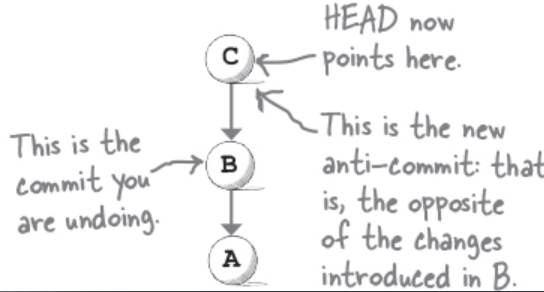 HEAD now
points here.
C
This is the new
anti-commit: that
is, the opposite
of the changes
introduced in B.
This is the
commit you
are undoing.
B
A